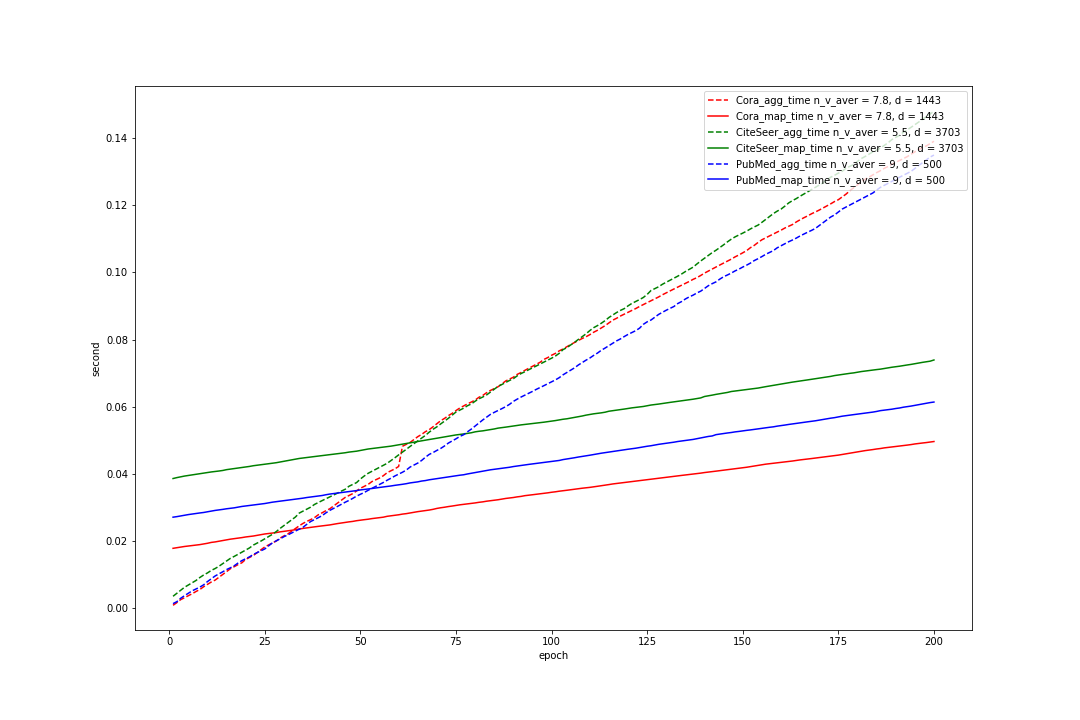 Cora_agg_time n_v_aver = 7.8, d = 1443
Cora_map_time n_v_aver = 7.8, d = 1443
CiteSeer_agg_time n_v_aver = 5.5, d = 3703
CiteSeer_map_time n_v_aver = 5.5, d = 3703
PubMed_agg_time n_v_aver = 9, d = 500
PubMed_map_time n_v_aver = 9, d = 500
0.14
0.12
0.10
0.08
0.06
0.04
0.02
0.00
second
0 25 50 75 100 125 150 175 200
epoch